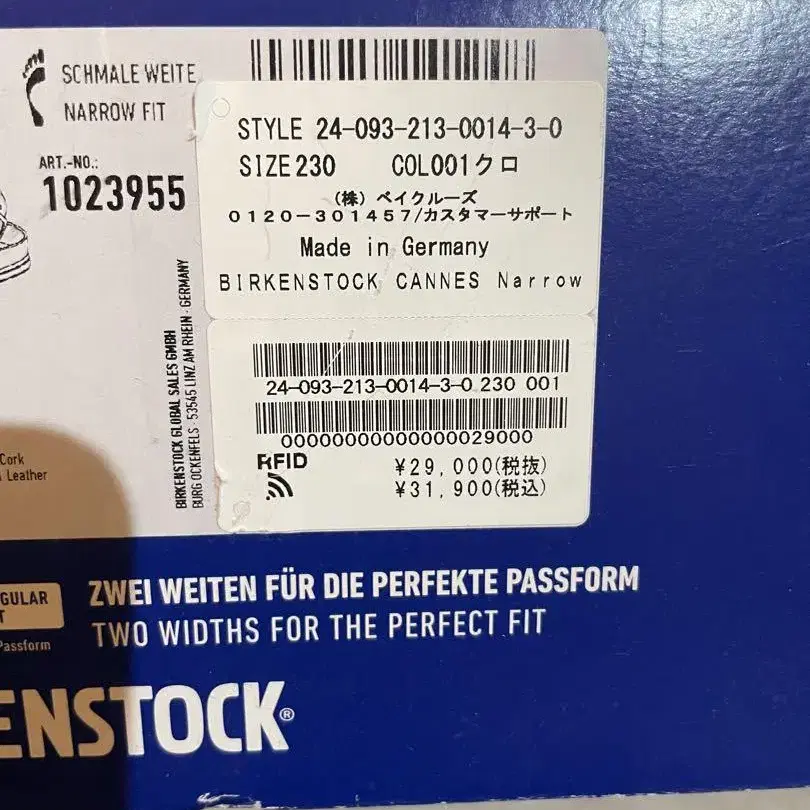 SCHMALE WEITE
NARROW FIT
ART.-NO.:
1023955
STYLE 24-093-213-0014-3-0
SIZE230 COL001クロ
(株) ベイクルーズ
0120-301457/カスタマーサポート
Made in Germany
BIRKENSTOCK CANNES Narrow
24-093-213-0014-3-0 230 001
00000000000000029000
RFID
¥29,000(税抜)
¥31,900(税込)
BIRKENSTOCK GLOBAL SALES GMBH
BURG OCKENFELS · 53545 LINZ AM RHEIN · GERMANY
Cork
Leather
GULAR
T
Passform
ZWEI WEITEN FÜR DIE PERFEKTE PASSFORM
TWO WIDTHS FOR THE PERFECT FIT
ENSTOCK®